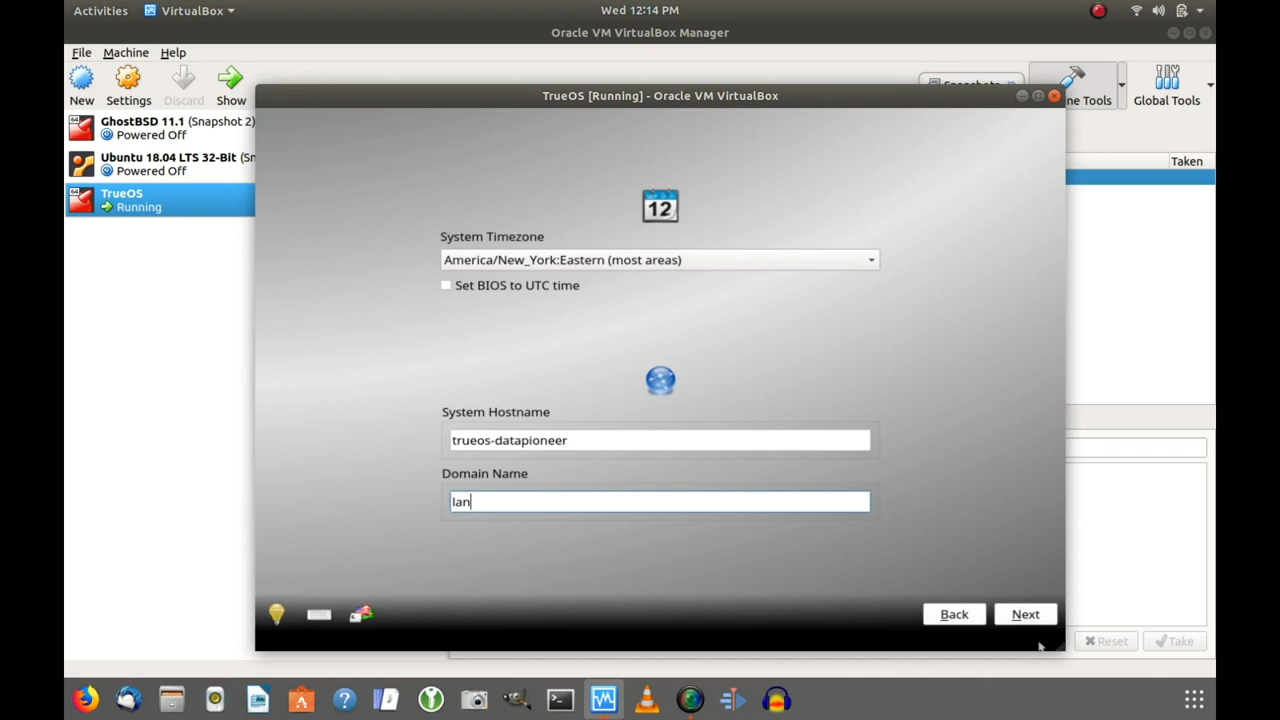 Activities
VirtualBox
Wed 12:14 PM
Oracle VM VirtualBox Manager
File Machine Help
New Settings Discard Show
ne Tools
Global Tools
64
GhostBSD 11.1 (Snapshot 2)
Powered Off
Ubuntu 18.04 LTS 32-Bit (Sn
Powered Off
64
TrueOS
Running
Taken
TrueOS [Running] - Oracle VM VirtualBox
12
System Timezone
America/New_York:Eastern (most areas)
Set BIOS to UTC time
System Hostname
trueos-datapioneer
Domain Name
lan
Back
Next
Reset
Take